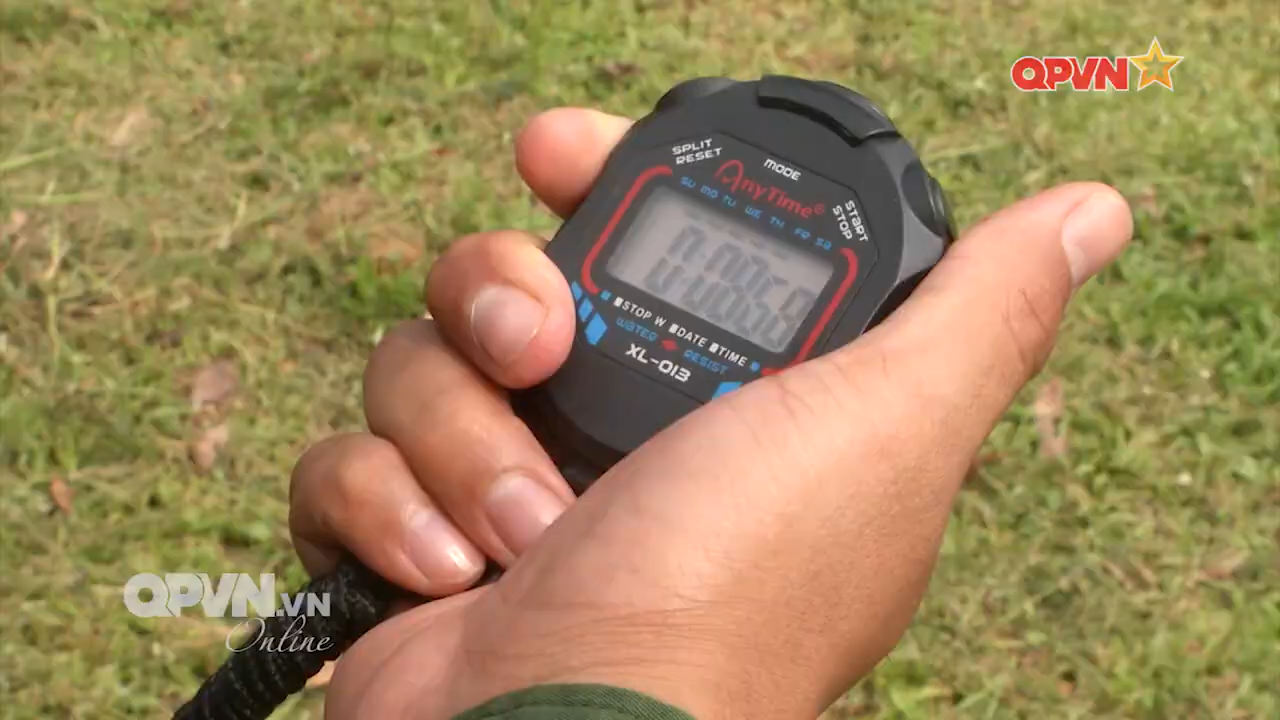 QPVN
SPLIT
RESET
MODE
START
STOP
AnyTime®
SU MO TU WE TH FR SA
STOP W DATE TIME
WATER RESIST
XL-013
QPVN.VN
Online